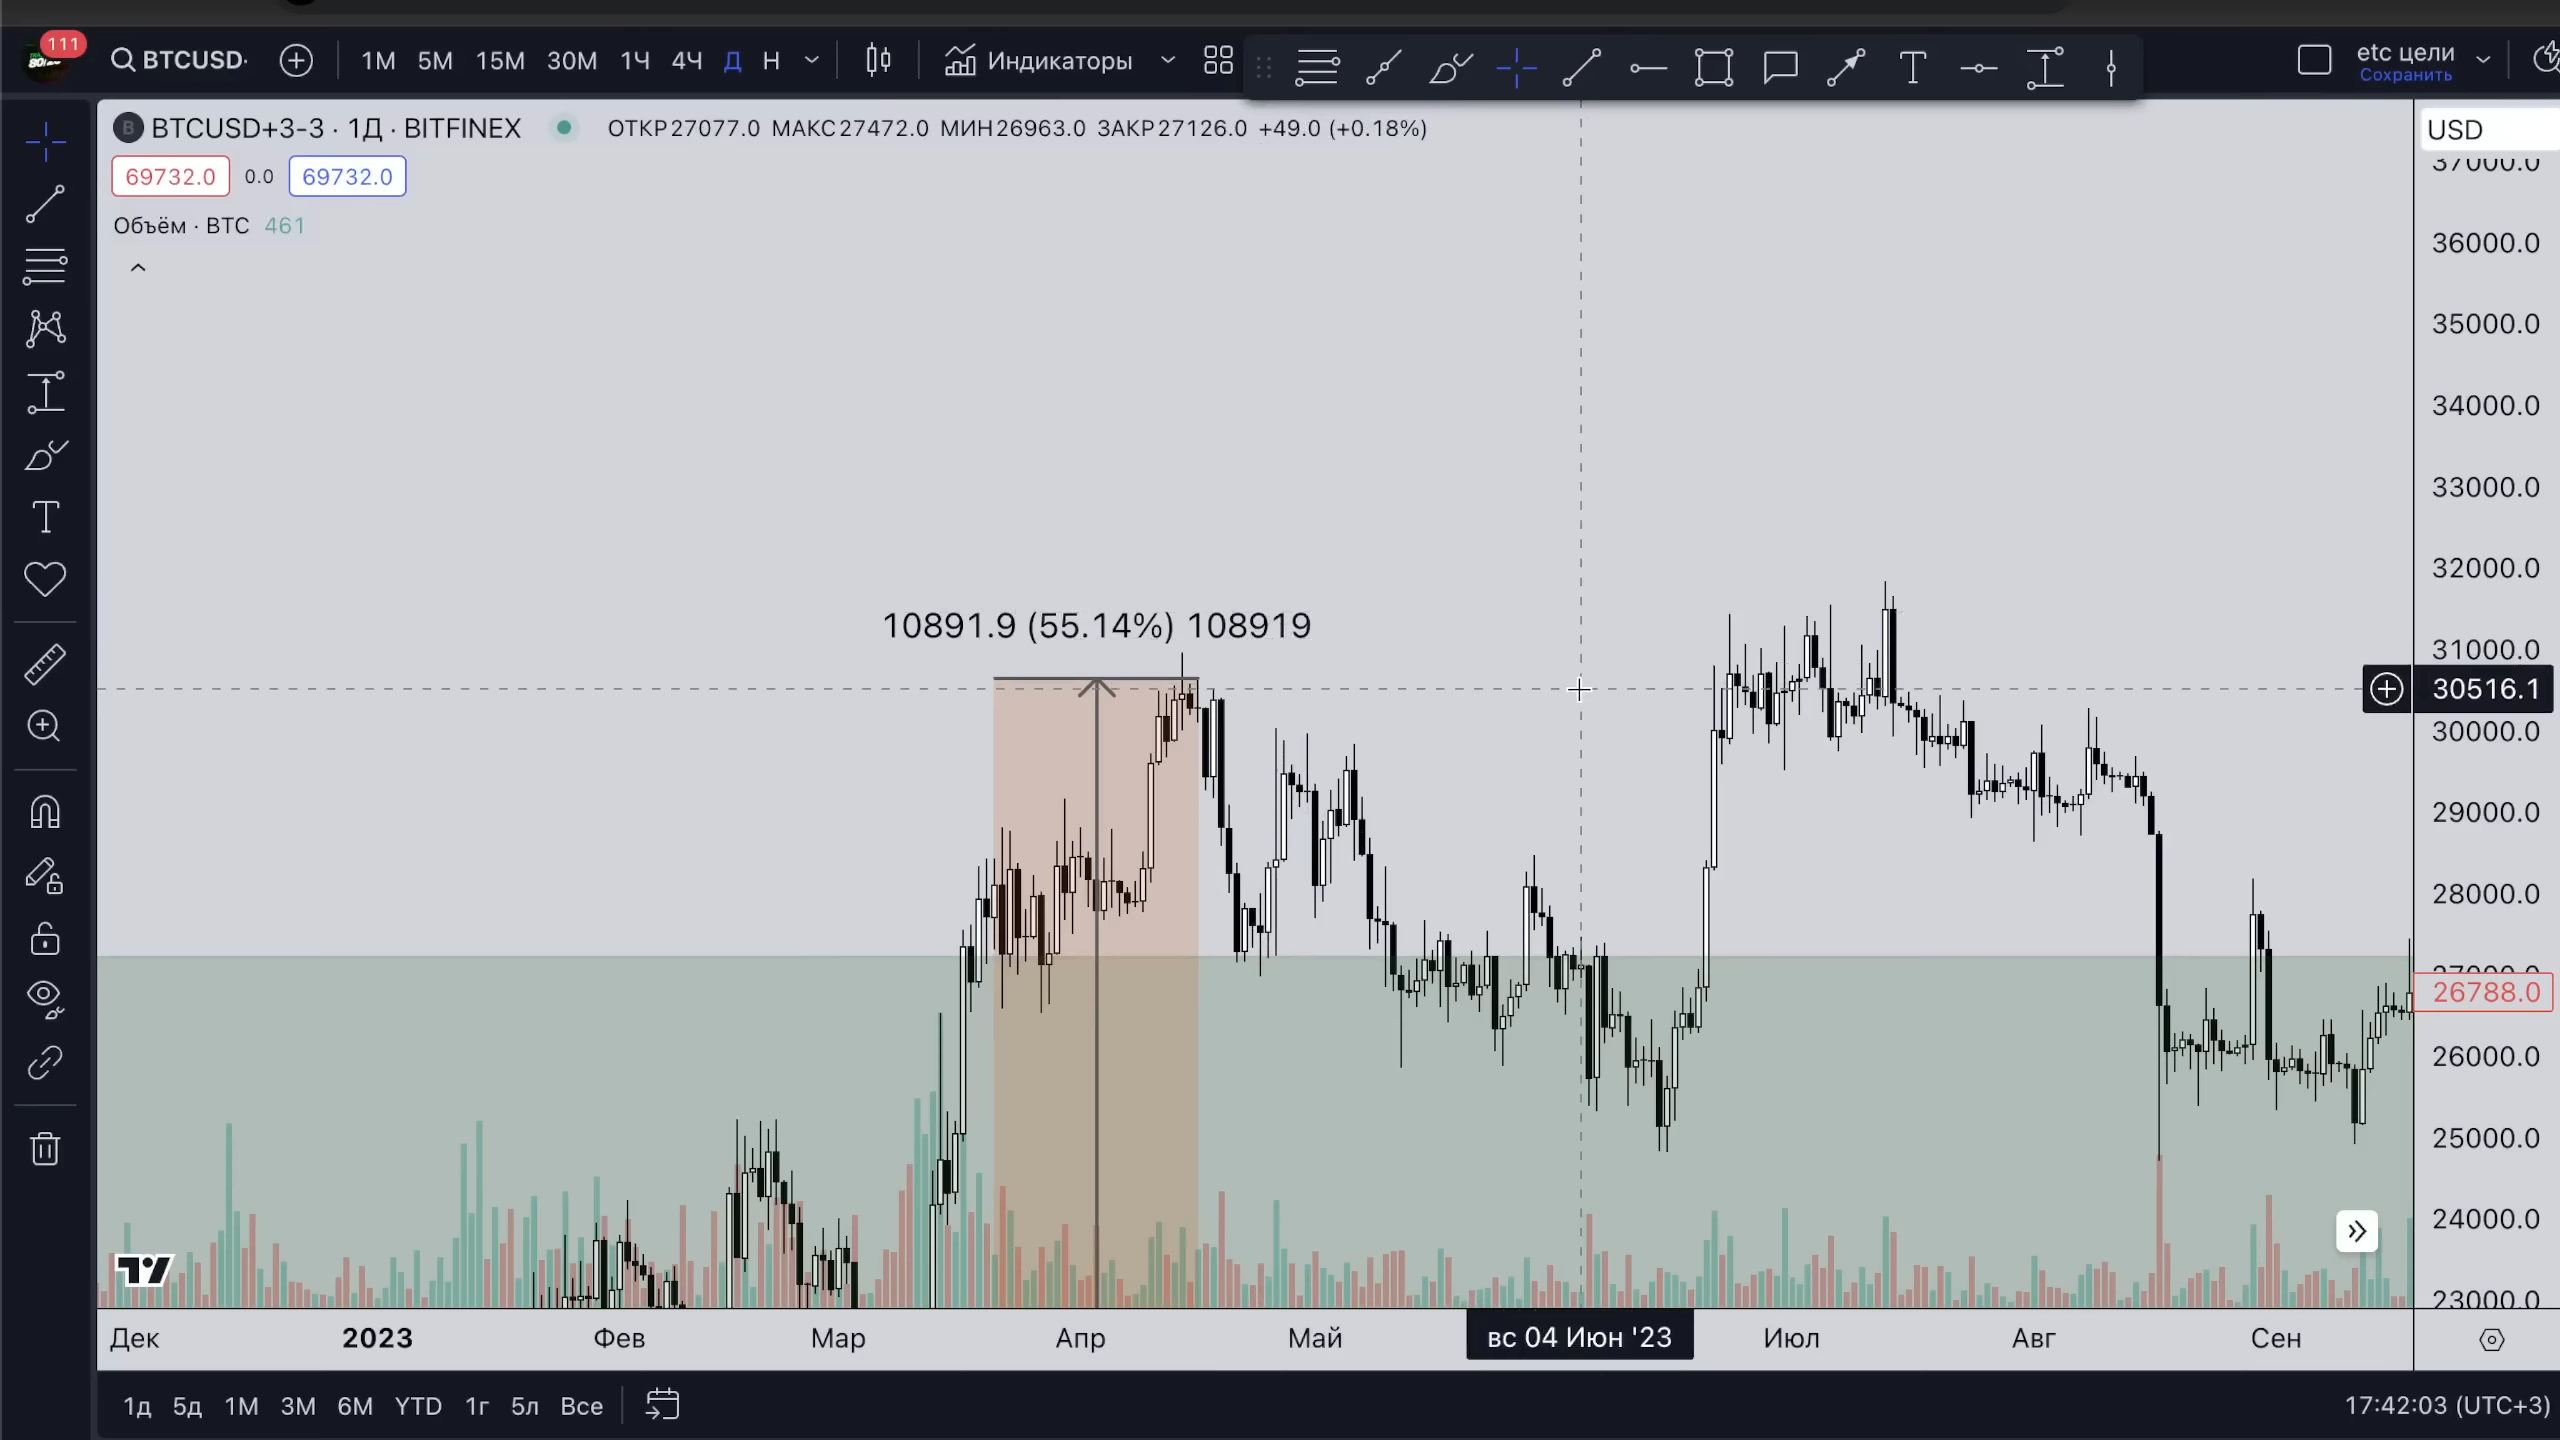 111
BTCUSD·
1М 5М 15М 30М 1Ч 4Ч Д Н
Индикаторы
etc цели
Сохранить
BTCUSD+3-3 · 1Д · BITFINEX ОТКР27077.0 МАКС27472.0 МИН26963.0 ЗАКР27126.0 +49.0 (+0.18%)
69732.0 0.0 69732.0
Объём · BTC 461
USD
37000.0
36000.0
35000.0
34000.0
33000.0
32000.0
10891.9 (55.14%) 108919
31000.0
30516.1
30000.0
29000.0
28000.0
27000.0
26788.0
26000.0
25000.0
24000.0
23000.0
Дек 2023 Фев Мар Апр Май вс 04 Июн '23 Июл Авг Сен
1д 5д 1М 3М 6М YTD 1г 5л Все
17:42:03 (UTC+3)